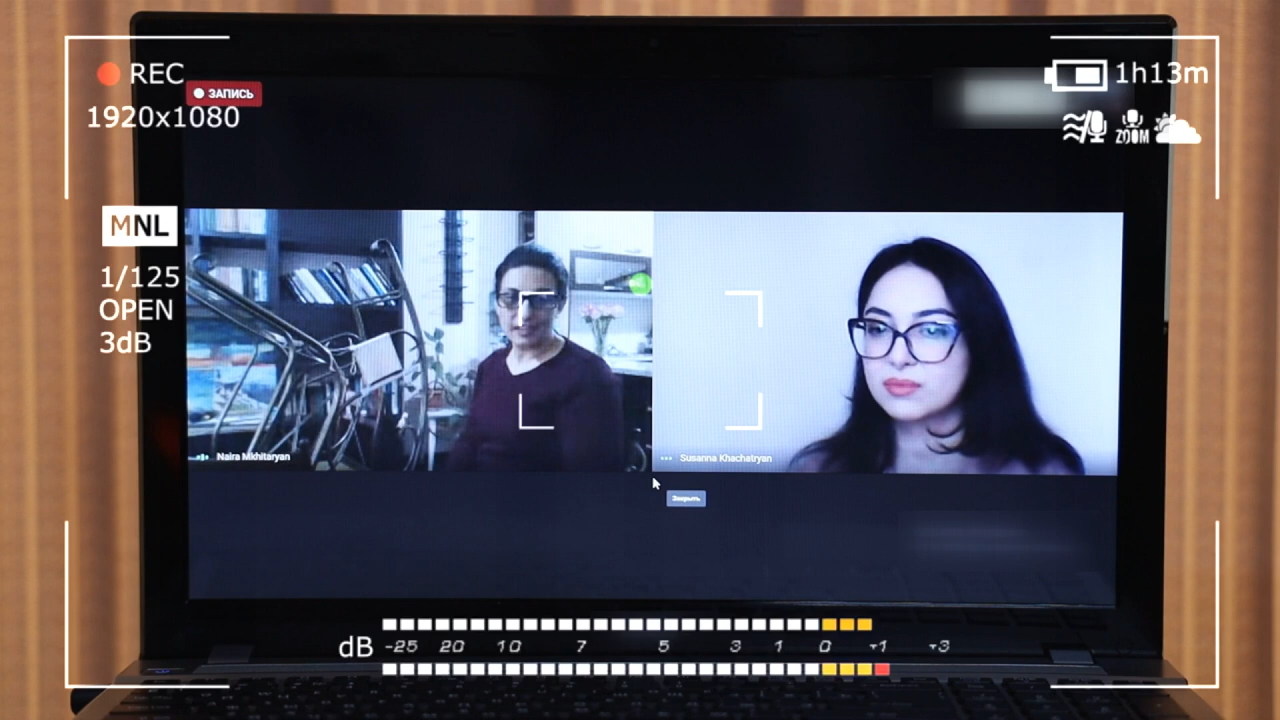 REC
1h13m
ЗАПИСЬ
1920x1080
ZOOM
MNL
1/125
OPEN
3dB
Naira Mkhitaryan
Susanna Khachatryan
Закрыть
dB -25 20 10 7 5 3 1 0 +1 +3